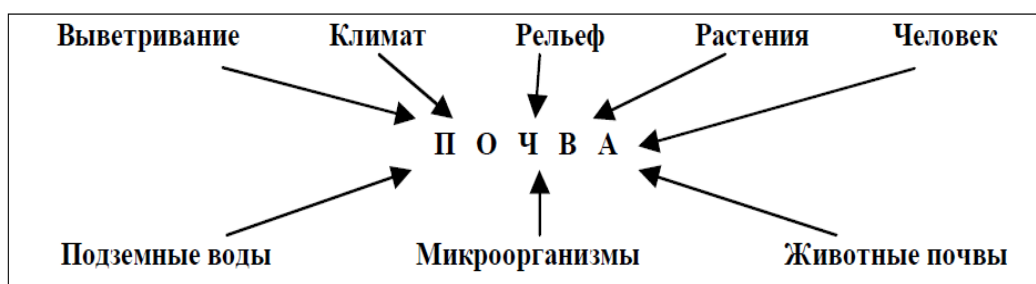 Выветривание Климат Рельеф Растения Человек
П О Ч В А
Подземные воды Микроорганизмы Животные почвы